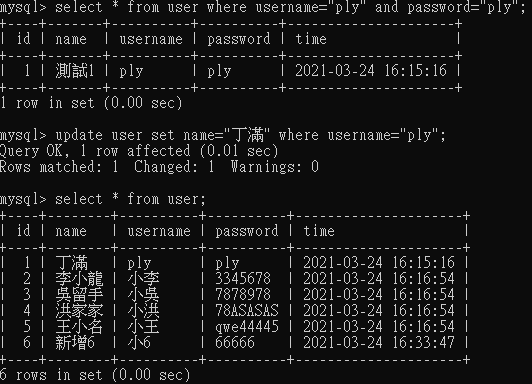 mysql> select * from user where username="ply" and password="ply";
+----+-------+----------+----------+---------------------+
| id | name | username | password | time |
+----+-------+----------+----------+---------------------+
| 1 | 測試1 | ply | ply | 2021-03-24 16:15:16 |
+----+-------+----------+----------+---------------------+
1 row in set (0.00 sec)
mysql> update user set name="丁滿" where username="ply";
Query OK, 1 row affected (0.01 sec)
Rows matched: 1 Changed: 1 Warnings: 0
mysql> select * from user;
+----+--------+----------+----------+---------------------+
| id | name | username | password | time |
+----+--------+----------+----------+---------------------+
| 1 | 丁滿 | ply | ply | 2021-03-24 16:15:16 |
| 2 | 李小龍 | 小李 | 3345678 | 2021-03-24 16:16:54 |
| 3 | 吳留手 | 小吳 | 7878978 | 2021-03-24 16:16:54 |
| 4 | 洪家家 | 小洪 | 78ASASAS | 2021-03-24 16:16:54 |
| 5 | 王小名 | 小王 | qwe44445 | 2021-03-24 16:16:54 |
| 6 | 新增6 | 小6 | 66666 | 2021-03-24 16:33:47 |
+----+--------+----------+----------+---------------------+
6 rows in set (0.00 sec)